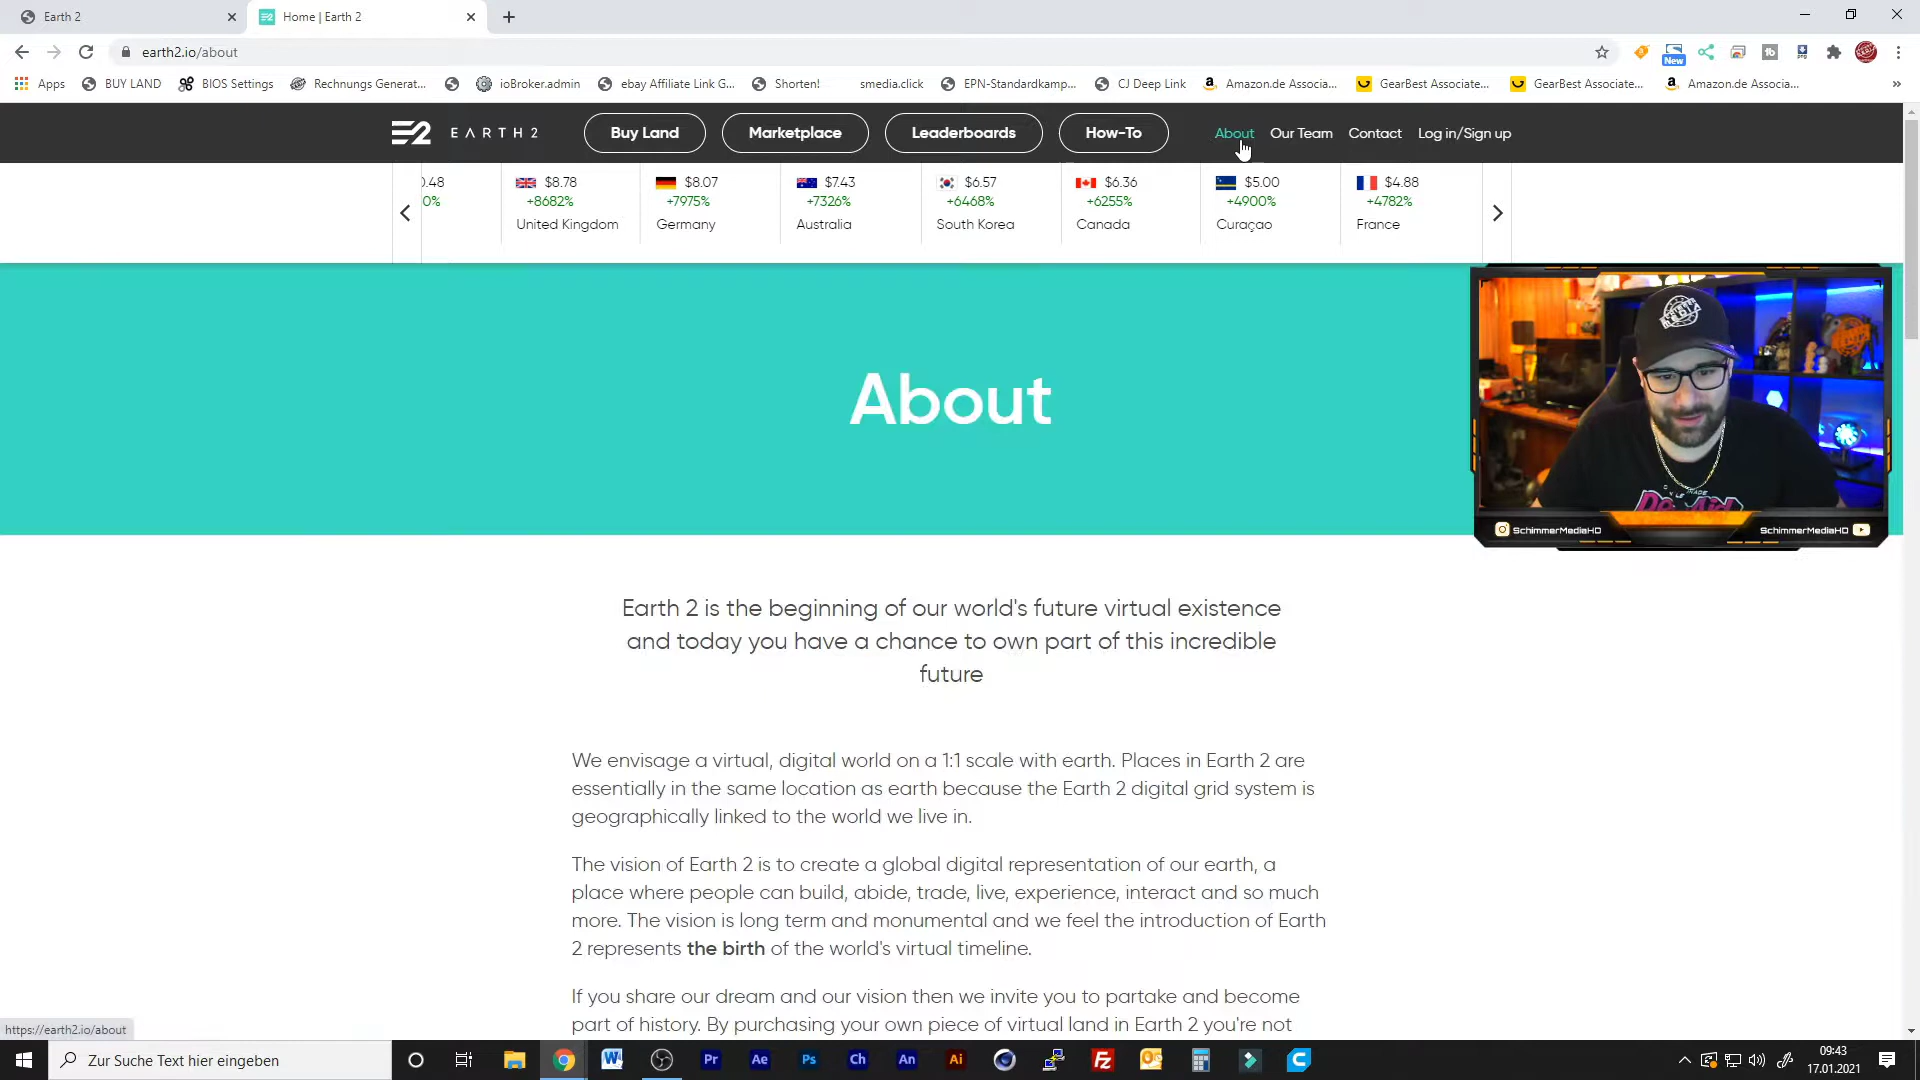 Earth 2
Home | Earth 2
earth2.io/about
New
Apps
BUY LAND
BIOS Settings
Rechnungs Generat...
ioBroker.admin
ebay Affiliate Link G...
Shorten!
smedia.click
EPN-Standardkamp...
CJ Deep Link
Amazon.de Associa...
GearBest Associate...
GearBest Associate...
Amazon.de Associa...
EARTH 2
Buy Land
Marketplace
Leaderboards
How-To
About
Our Team
Contact
Log in/Sign up
$8.78
+8682%
United Kingdom
$8.07
+7975%
Germany
$7.43
+7326%
Australia
$6.57
+6468%
South Korea
$6.36
+6255%
Canada
$5.00
+4900%
Curaçao
$4.88
+4782%
France
About
SchimmerMediaHD
SchimmerMediaHD
Earth 2 is the beginning of our world's future virtual existence
and today you have a chance to own part of this incredible
future
We envisage a virtual, digital world on a 1:1 scale with earth. Places in Earth 2 are
essentially in the same location as earth because the Earth 2 digital grid system is
geographically linked to the world we live in.
The vision of Earth 2 is to create a global digital representation of our earth, a
place where people can build, abide, trade, live, experience, interact and so much
more. The vision is long term and monumental and we feel the introduction of Earth
2 represents the birth of the world's virtual timeline.
If you share our dream and our vision then we invite you to partake and become
part of history. By purchasing your own piece of virtual land in Earth 2 you're not
https://earth2.io/about
Zur Suche Text hier eingeben
Pr
Ae
Ps
Ch
An
Ai
09:43
17.01.2021